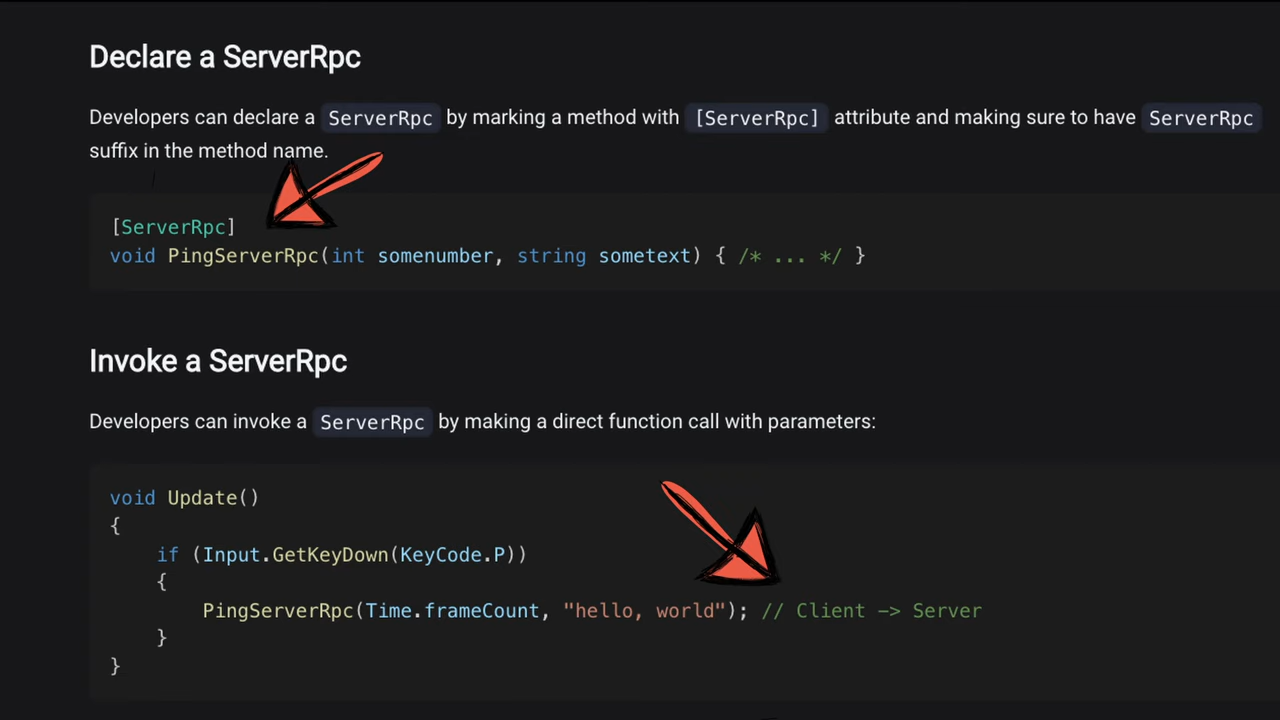 Declare a ServerRpc
Developers can declare a ServerRpc by marking a method with [ServerRpc] attribute and making sure to have ServerRpc
suffix in the method name.
[ServerRpc]
void PingServerRpc(int somenumber, string sometext) { /* ... */ }
Invoke a ServerRpc
Developers can invoke a ServerRpc by making a direct function call with parameters:
void Update()
{
    if (Input.GetKeyDown(KeyCode.P))
    {
        PingServerRpc(Time.frameCount, "hello, world"); // Client -> Server
    }
}